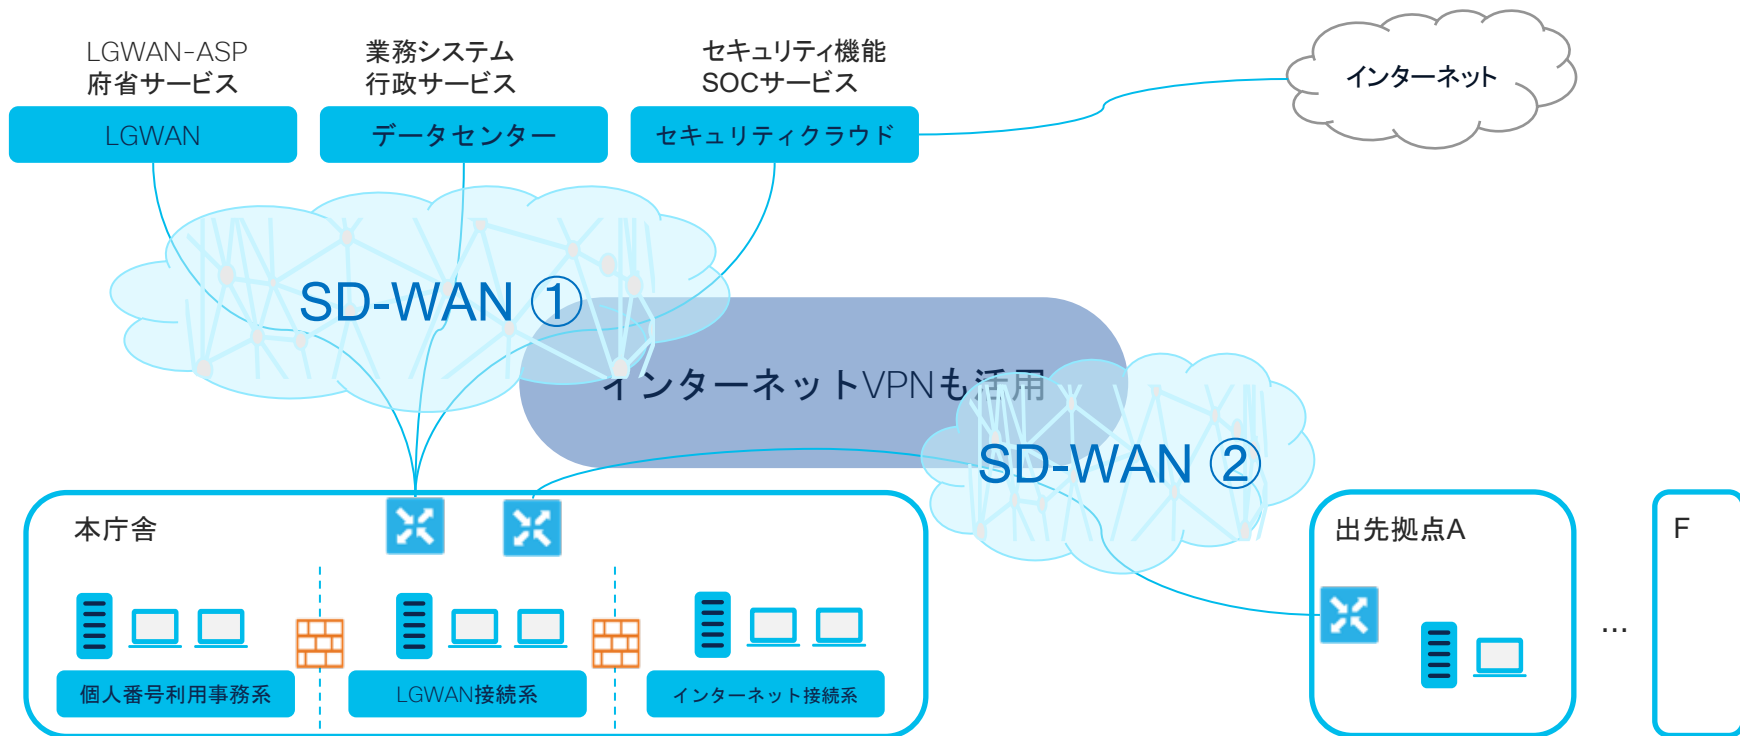 LGWAN-ASP
府省サービス
業務システム
行政サービス
セキュリティ機能
SOCサービス
インターネット
LGWAN
データセンター
セキュリティクラウド
SD-WAN ①
インターネットVPNも活用
SD-WAN ②
本庁舎
出先拠点A
F
...
個人番号利用事務系
LGWAN接続系
インターネット接続系